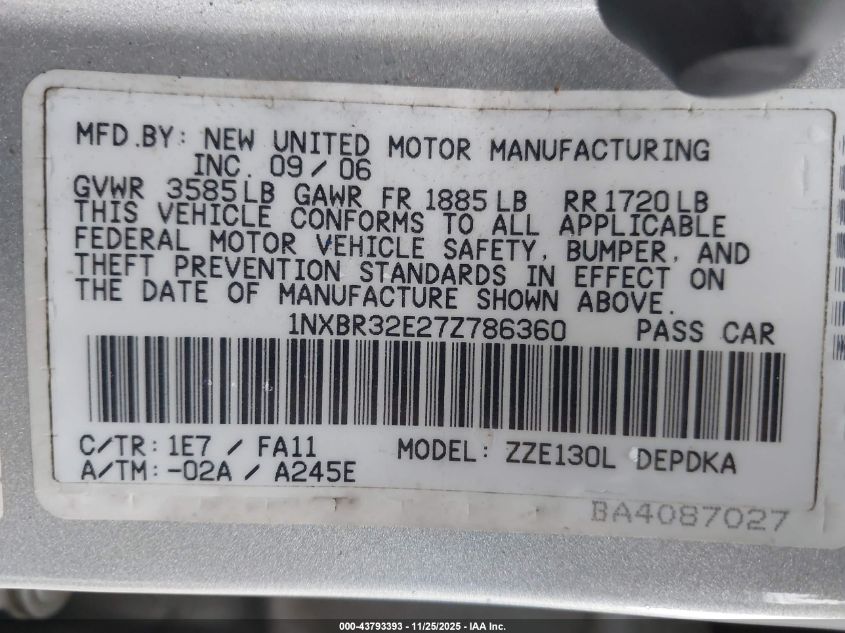 MFD.BY: NEW UNITED MOTOR MANUFACTURING
INC. 09/06
GVWR 3585LB GAWR FR 1885LB RR1720LB
THIS VEHICLE CONFORMS TO ALL APPLICABLE
FEDERAL MOTOR VEHICLE SAFETY, BUMPER, AND
THEFT PREVENTION STANDARDS IN EFFECT ON
THE DATE OF MANUFACTURE SHOWN ABOVE.
1NXBR32E27Z786360 PASS CAR
C/TR: 1E7 / FA11 MODEL: ZZE130L DEPDKA
A/TM: -02A / A245E
BA4087027
000-43793393 - 11/25/2025 - IAA Inc.